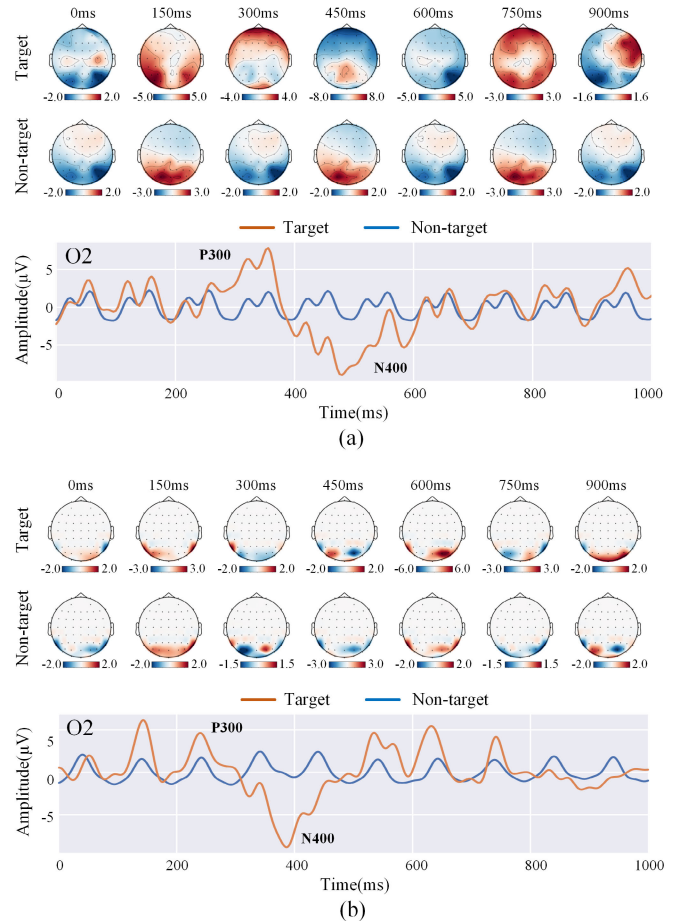 0ms 150ms 300ms 450ms 600ms 750ms 900ms
Target
-2.0 2.0 -5.0 5.0 -4.0 4.0 -8.0 8.0 -5.0 5.0 -3.0 3.0 -1.6 1.6
Non-target
-2.0 2.0 -3.0 3.0 -2.0 2.0 -2.0 2.0 -2.0 2.0 -3.0 3.0 -2.0 2.0
Target Non-target
O2
P300
N400
Amplitude(μV)
5
0
-5
0 200 400 600 800 1000
Time(ms)
(a)
0ms 150ms 300ms 450ms 600ms 750ms 900ms
Target
-2.0 2.0 -3.0 3.0 -2.0 2.0 -2.0 2.0 -6.0 6.0 -3.0 3.0 -2.0 2.0
Non-target
-2.0 2.0 -2.0 2.0 -1.5 1.5 -3.0 3.0 -2.0 2.0 -1.5 1.5 -2.0 2.0
Target Non-target
O2
P300
N400
Amplitude(μV)
5
0
-5
0 200 400 600 800 1000
Time(ms)
(b)